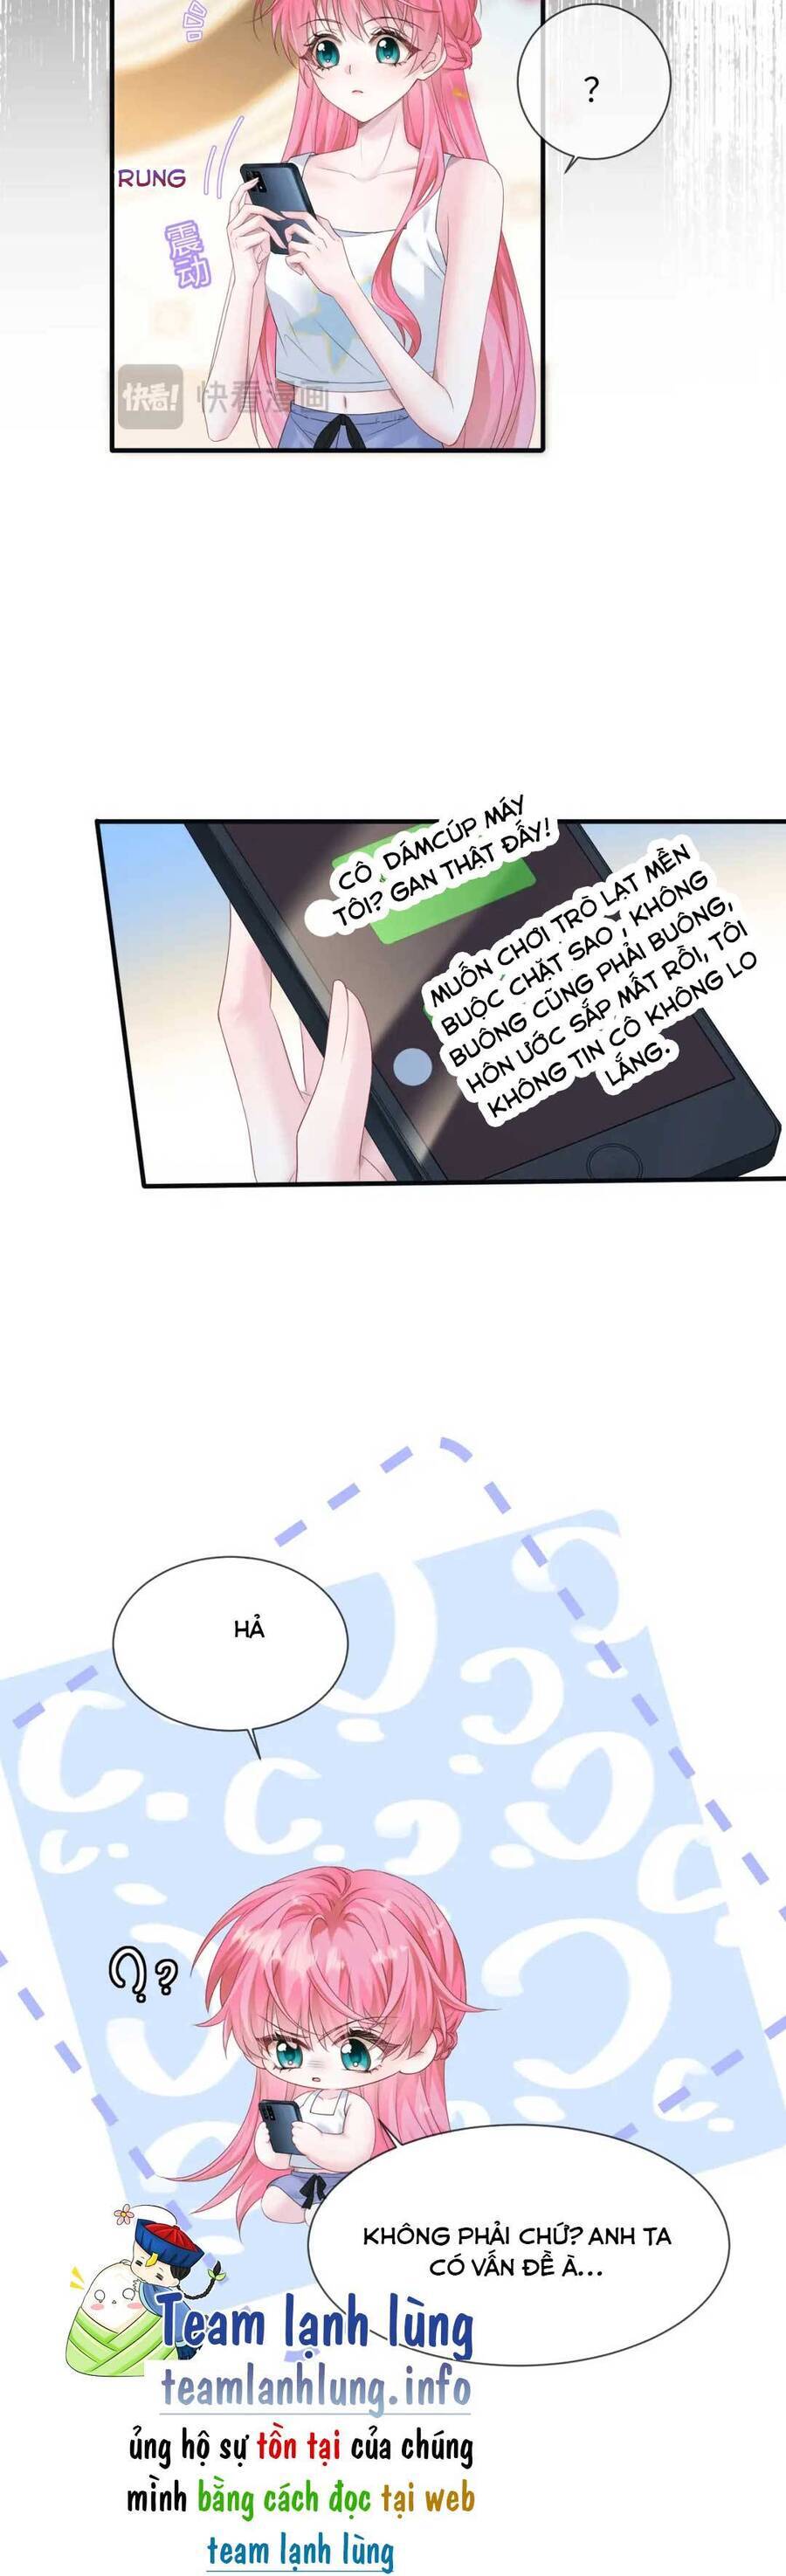 ?
RUNG
震动
快看! 快看漫画
CÔ DÁMCÚP MÁY
TÔI? GAN THẬT ĐẤY!
MUỐN CHƠI TRÒ LẠT MỀN
BUỘC CHẶT SAO , KHÔNG
BUÔNG CŨNG PHẢI BUÔNG,
HÔN ƯỚC SẮP MẤT RỒI, TÔI
KHÔNG TIN CÔ KHÔNG LO
LẮNG.
HẢ
KHÔNG PHẢI CHỨ? ANH TA
CÓ VẤN ĐỀ À...
Team lạnh lùng
teamlanhlung.info
ủng hộ sự tồn tại của chúng
mình bằng cách đọc tại web
team lạnh lùng